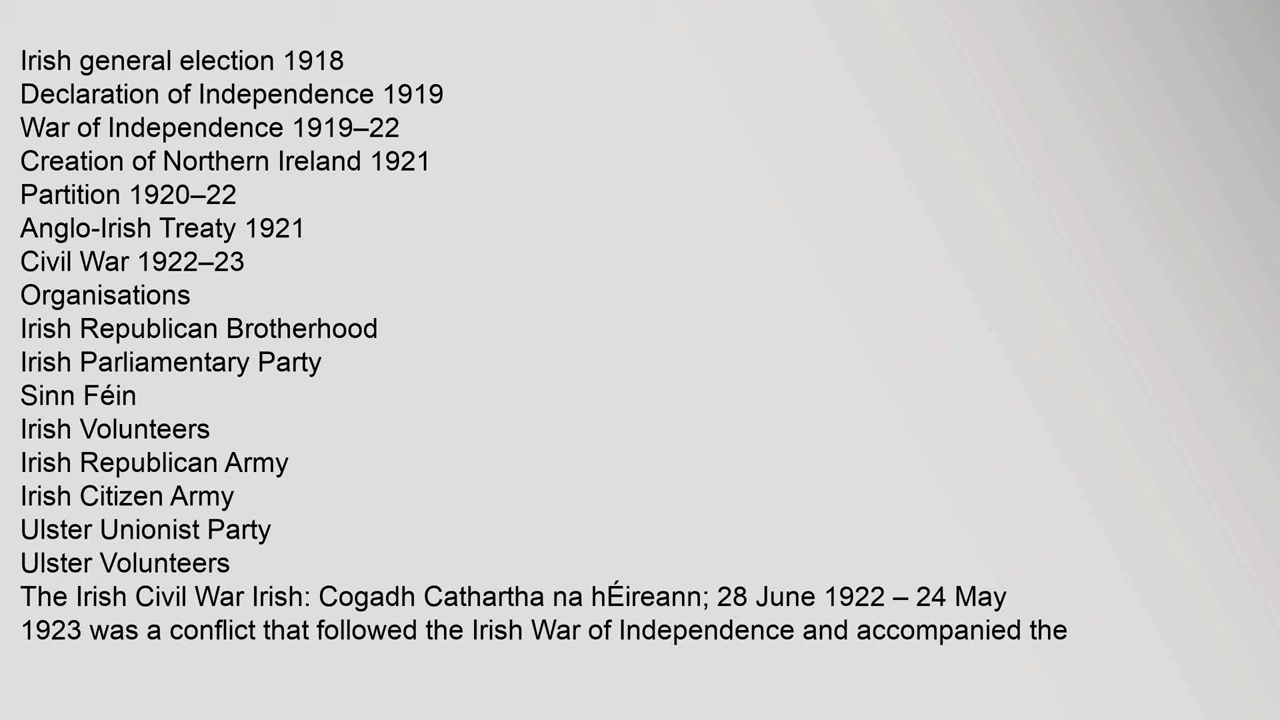 Irish general election 1918
Declaration of Independence 1919
War of Independence 1919–22
Creation of Northern Ireland 1921
Partition 1920–22
Anglo-Irish Treaty 1921
Civil War 1922–23
Organisations
Irish Republican Brotherhood
Irish Parliamentary Party
Sinn Féin
Irish Volunteers
Irish Republican Army
Irish Citizen Army
Ulster Unionist Party
Ulster Volunteers
The Irish Civil War Irish: Cogadh Cathartha na hÉireann; 28 June 1922 – 24 May
1923 was a conflict that followed the Irish War of Independence and accompanied the